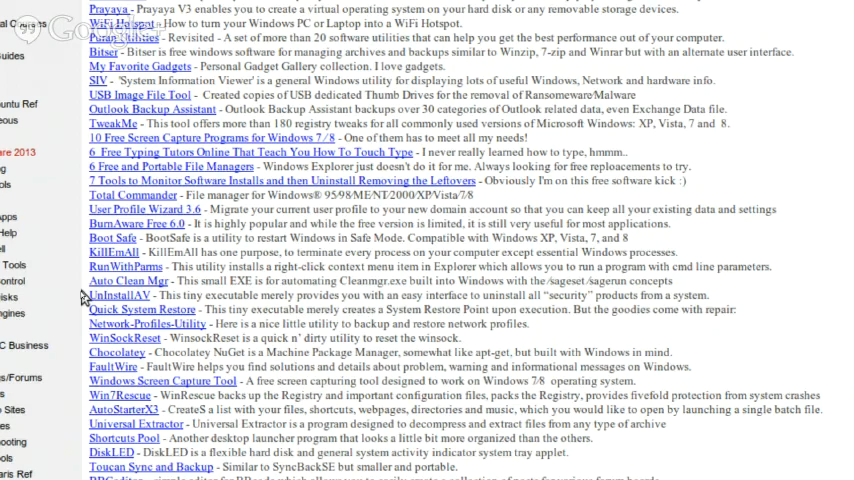 Prayaya - Prayaya V3 enables you to create a virtual operating system on your hard disk or any removable storage devices.
Google+
WiFi Hotspot - How to turn your Windows PC or Laptop into a WiFi Hotspot.
Puran Utilities - Revisited - A set of more than 20 software utilities that can help you get the best performance out of your computer.
Bitser - Bitser is free windows software for managing archives and backups similar to Winzip, 7-zip and Winrar but with an alternate user interface.
uides
My Favorite Gadgets - Personal Gadget Gallery collection. I love gadgets.
SIV - 'System Information Viewer' is a general Windows utility for displaying lots of useful Windows, Network and hardware info.
USB Image File Tool - Created copies of USB dedicated Thumb Drives for the removal of Ransomeware/Malware
untu Ref
Outlook Backup Assistant - Outlook Backup Assistant backups over 30 categories of Outlook related data, even Exchange Data file.
eous
TweakMe - This tool offers more than 180 registry tweaks for all commonly used versions of Microsoft Windows: XP, Vista, 7 and 8.
10 Free Screen Capture Programs for Windows 7/8 - One of them has to meet all my needs!
are 2013
6 Free Typing Tutors Online That Teach You How To Touch Type - I never really learned how to type, hmmm..
ng
6 Free and Portable File Managers - Windows Explorer just doesn't do it for me. Always looking for free reploacements to try.
ols
7 Tools to Monitor Software Installs and then Uninstall Removing the Leftovers - Obviously I'm on this free software kick :)
Total Commander - File manager for Windows® 95/98/ME/NT/2000/XP/Vista/7/8
User Profile Wizard 3.6 - Migrate your current user profile to your new domain account so that you can keep all your existing data and settings
Apps
BurnAware Free 6.0 - It is highly popular and while the free version is limited, it is still very useful for most applications.
Help
Boot Safe - BootSafe is a utility to restart Windows in Safe Mode. Compatible with Windows XP, Vista, 7, and 8
ell
KillEmAll - KillEmAll has one purpose, to terminate every process on your computer except essential Windows processes.
Tools
RunWithParms - This utility installs a right-click context menu item in Explorer which allows you to run a program with cmd line parameters.
ontrol
Auto Clean Mgr - This small EXE is for automating Cleanmgr.exe built into Windows with the /sageset/sagerun concepts
isks
UnInstallAV - This tiny executable merely provides you with an easy interface to uninstall all “security” products from a system.
ngines
Quick System Restore - This tiny executable merely creates a System Restore Point upon execution. But the goodies come with repair:
Network-Profiles-Utility - Here is a nice little utility to backup and restore network profiles.
WinSockReset - WinsockReset is a quick n’ dirty utility to reset the winsock.
C Business
Chocolatey - Chocolatey NuGet is a Machine Package Manager, somewhat like apt-get, but built with Windows in mind.
FaultWire - FaultWire helps you find solutions and details about problem, warning and informational messages on Windows.
s/Forums
Windows Screen Capture Tool - A free screen capturing tool designed to work on Windows 7/8 operating system.
s
Win7Rescue - WinRescue backs up the Registry and important configuration files, packs the Registry, provides fivefold protection from system crashes
o Sites
AutoStarterX3 - CreateS a list with your files, shortcuts, webpages, directories and music, which you would like to open by launching a single batch file.
es
Universal Extractor - Universal Extractor is a program designed to decompress and extract files from any type of archive
ooting
Shortcuts Pool - Another desktop launcher program that looks a little bit more organized than the others.
ols
DiskLED - DiskLED is a flexible hard disk and general system activity indicator system tray applet.
aris Ref
Toucan Sync and Backup - Similar to SyncBackSE but smaller and portable.